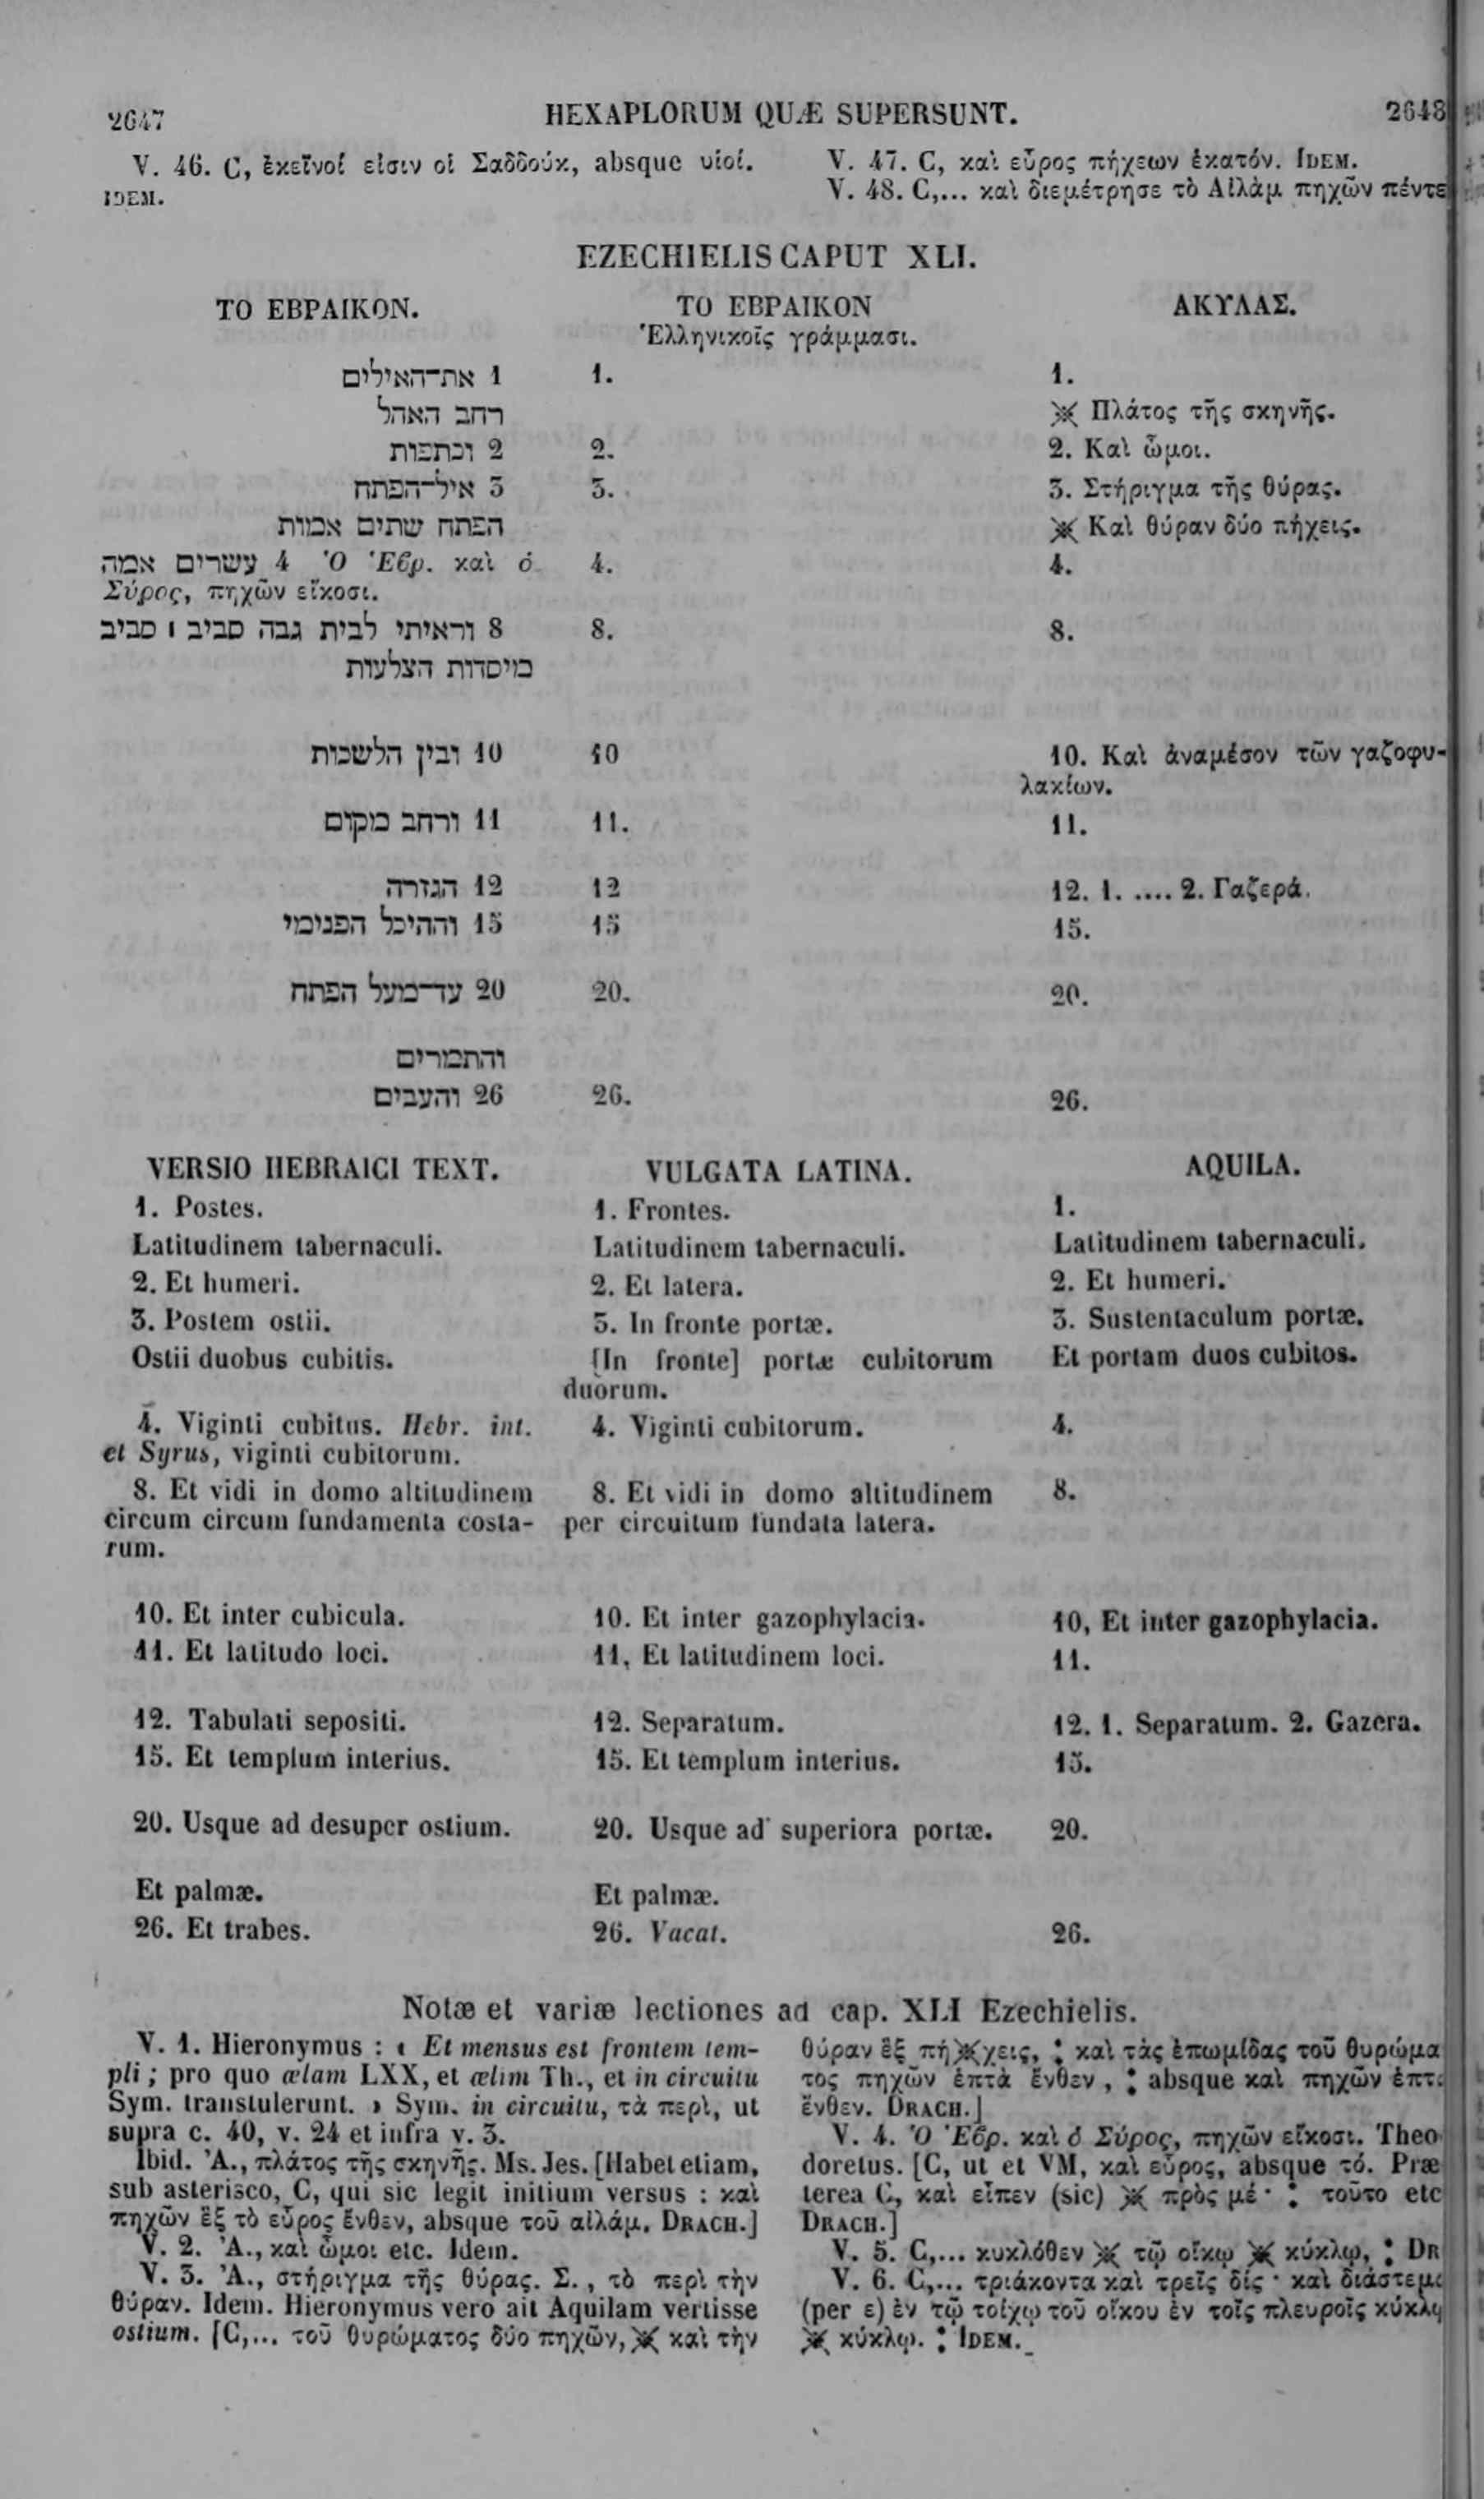 2647 HEXAPLORUM QUÆ SUPERSUNT. 2648
V. 46. C, ἐκεῖνοί εἰσιν οἱ Σαδδούκ, absque υἱοί.
IDEM.
V. 47. C, καὶ εὖρος πήχεων ἑκατόν. IDEM.
V. 48. C,... καὶ διεμέτρησε τὸ Αἰλὰμ πηχῶν πέντε
EZECHIELIS CAPUT XLI.
ΤΟ ΕΒΡΑΙΚΟΝ.
1 את־האילים
רחב האהל
2 וכתפות
3 איל־הפתח
הפתח שתים אמות
4 עשרים אמה Ὁ Ἑβρ. καὶ ὁ
Σύρος, πηχῶν εἴκοσι.
8 וראיתי לבית גבה סביב ׀ סביב
מיסדות הצלעות
10 ובין הלשכות
11 ורחב מקום
12 הגזרה
15 וההיכל הפנימי
20 עד־מעל הפתח
והתמרים
26 והעבים
ΤΟ ΕΒΡΑΙΚΟΝ
Ἑλληνικοῖς γράμμασι.
1.
2.
3.
4.
8.
10
11.
12
15
20.
26.
ΑΚΥΛΑΣ.
1.
※ Πλάτος τῆς σκηνῆς.
2. Καὶ ὦμοι.
3. Στήριγμα τῆς θύρας.
※ Καὶ θύραν δύο πήχεις.
4.
8.
10. Καὶ ἀναμέσον τῶν γαζοφυ-
λακίων.
11.
12. 1. .... 2. Γαζερά.
15.
20.
26.
VERSIO HEBRAICI TEXT.
1. Postes.
Latitudinem tabernaculi.
2. Et humeri.
3. Postem ostii.
Ostii duobus cubitis.
4. Viginti cubitus. Hebr. int.
et Syrus, viginti cubitorum.
8. Et vidi in domo altitudinem
circum circum fundamenta costa-
rum.
10. Et inter cubicula.
11. Et latitudo loci.
12. Tabulati sepositi.
15. Et templum interius.
20. Usque ad desuper ostium.
Et palmæ.
26. Et trabes.
VULGATA LATINA.
1. Frontes.
Latitudinem tabernaculi.
2. Et latera.
3. In fronte portæ.
[In fronte] portæ cubitorum
duorum.
4. Viginti cubitorum.
8. Et vidi in domo altitudinem
per circuitum fundata latera.
10. Et inter gazophylacia.
11, Et latitudinem loci.
12. Separatum.
15. Et templum interius.
20. Usque ad superiora portæ.
Et palmæ.
26. Vacat.
AQUILA.
1.
Latitudinem tabernaculi.
2. Et humeri.
3. Sustentaculum portæ.
Et portam duos cubitos.
4.
8.
10, Et inter gazophylacia.
11.
12. 1. Separatum. 2. Gazera.
15.
20.
26.
Notæ et variæ lectiones ad cap. XLI Ezechielis.
V. 1. Hieronymus : « Et mensus est frontem tem-
pli ; pro quo ælam LXX, et ælim Th., et in circuitu
Sym. transtulerunt. » Sym. in circuitu, τὰ περὶ, ut
supra c. 40, v. 24 et infra v. 3.
Ibid. Ἀ., πλάτος τῆς σκηνῆς. Ms. Jes. [Habet etiam,
sub asterisco, C, qui sic legit initium versus : καὶ
πηχῶν ἓξ τὸ εὖρος ἔνθεν, absque τοῦ αἰλάμ. DRACH.]
V. 2. Ἀ., καὶ ὦμοι etc. Idem.
V. 3. Ἀ., στήριγμα τῆς θύρας. Σ., τὸ περὶ τὴν
θύραν. Idem. Hieronymus vero ait Aquilam vertisse
ostium. [C,... τοῦ θυρώματος δύο πηχῶν, ※ καὶ τὴν
θύραν ἓξ πή※χεις, : καὶ τὰς ἐπωμίδας τοῦ θυρώμα
τος πηχῶν ἑπτὰ ἔνθεν, : absque καὶ πηχῶν ἑπτὰ
ἔνθεν. DRACH.]
V. 4. Ὁ Ἑβρ. καὶ ὁ Σύρος, πηχῶν εἴκοσι. Theo
doretus. [C, ut et VM, καὶ εὖρος, absque τό. Præ
terea C, καὶ εἶπεν (sic) ※ πρὸς μέ · : τοῦτο etc
DRACH.]
V. 5. C,... κυκλόθεν ※ τῷ οἴκῳ ※ κύκλῳ, : DR
V. 6. C,... τριάκοντα καὶ τρεῖς δίς · καὶ διάστεμα
(per ε) ἐν τῷ τοίχῳ τοῦ οἴκου ἐν τοῖς πλευροῖς κύκλῳ
※ κύκλῳ. : IDEM.